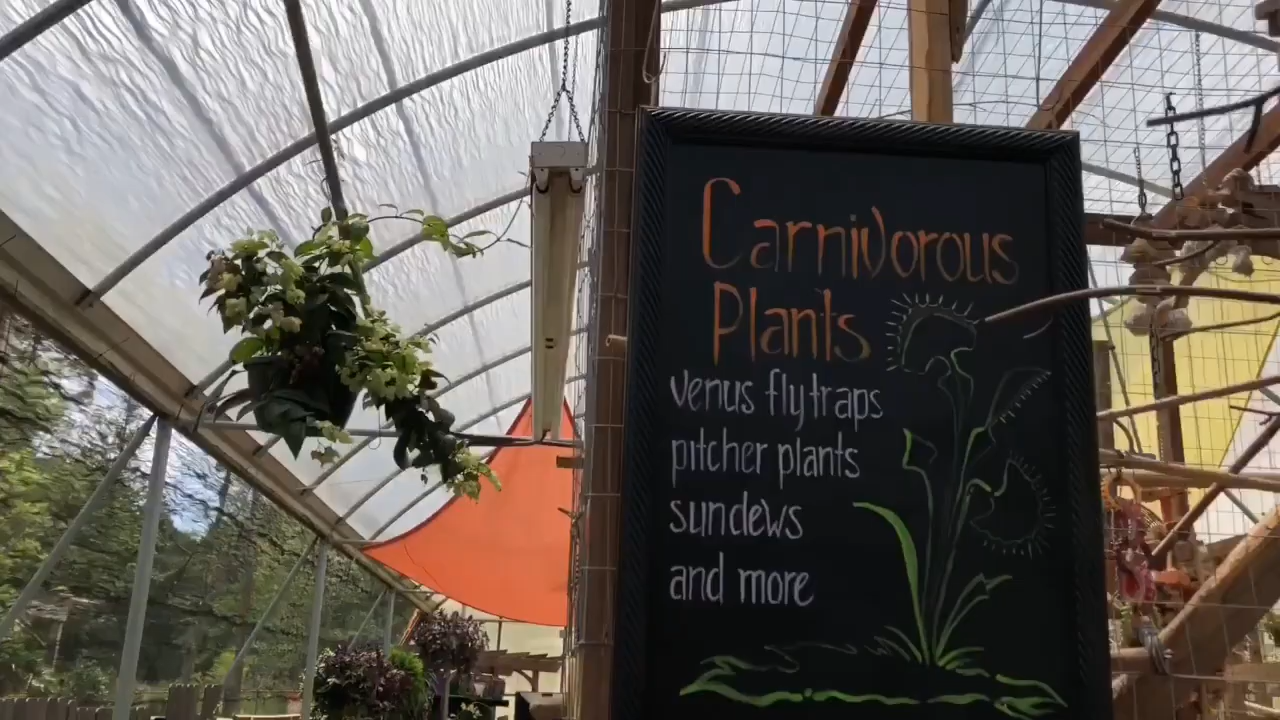 Carnivorous
Plants
venus flytraps
pitcher plants
sundews
and more